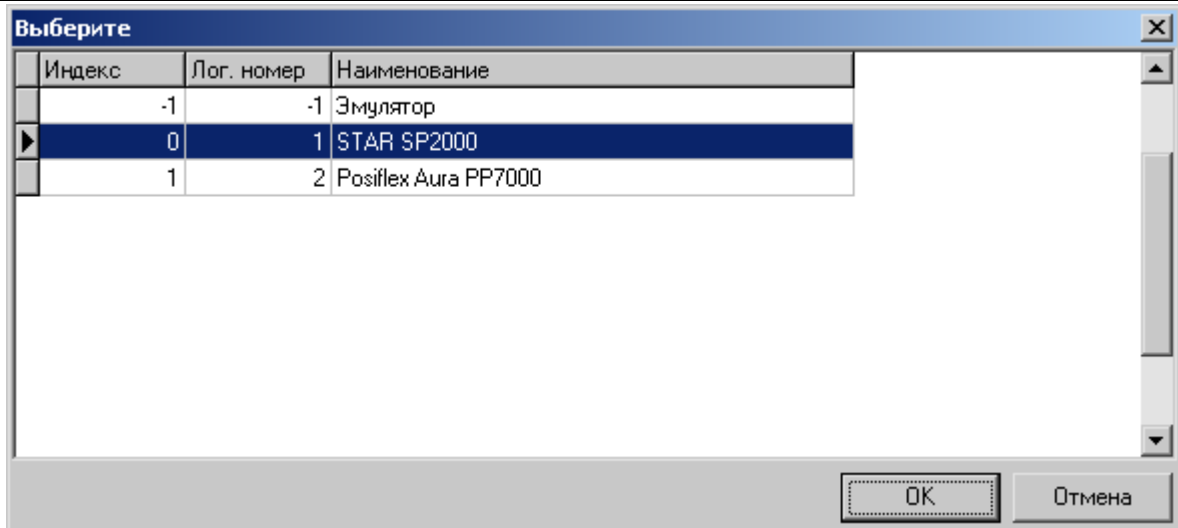 Выберите
Индекс Лог. номер Наименование
-1 -1 Эмулятор
0 1 STAR SP2000
1 2 Posiflex Aura PP7000
OK Отмена